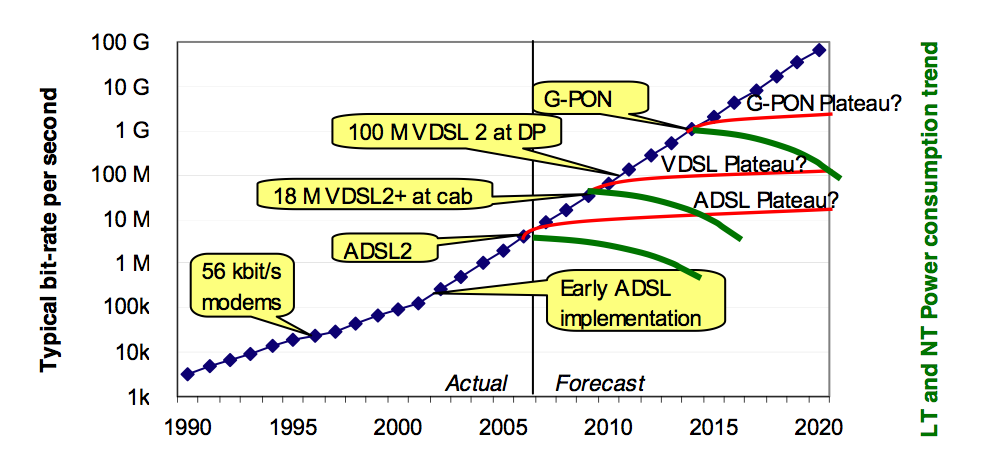 100 G
10 G
1 G
100 M
10 M
1 M
100k
10k
1k
Typical bit-rate per second
G-PON
100 M VDSL 2 at DP
18 M VDSL2+ at cab
ADSL2
56 kbit/s
modems
Early ADSL
implementation
G-PON Plateau?
VDSL Plateau?
ADSL Plateau?
Actual
Forecast
1990
1995
2000
2005
2010
2015
2020
LT and NT Power consumption trend